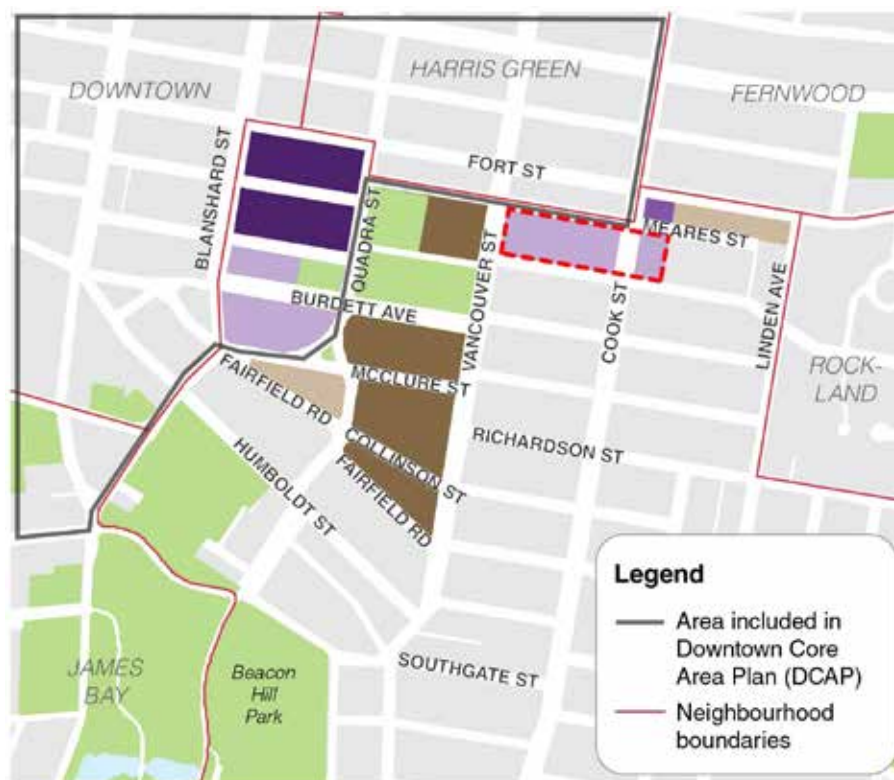 DOWNTOWN
HARRIS GREEN
FERNWOOD
BLANSHARD ST
FORT ST
QUADRA ST
VANCOUVER ST
MEARES ST
COOK ST
LINDEN AVE
BURDETT AVE
ROCK-
LAND
FAIRFIELD RD
MCCLURE ST
RICHARDSON ST
COLLINSON ST
FAIRFIELD RD
HUMBOLDT ST
SOUTHGATE ST
JAMES
BAY
Beacon
Hill
Park
Legend
Area included in
Downtown Core
Area Plan (DCAP)
Neighbourhood
boundaries